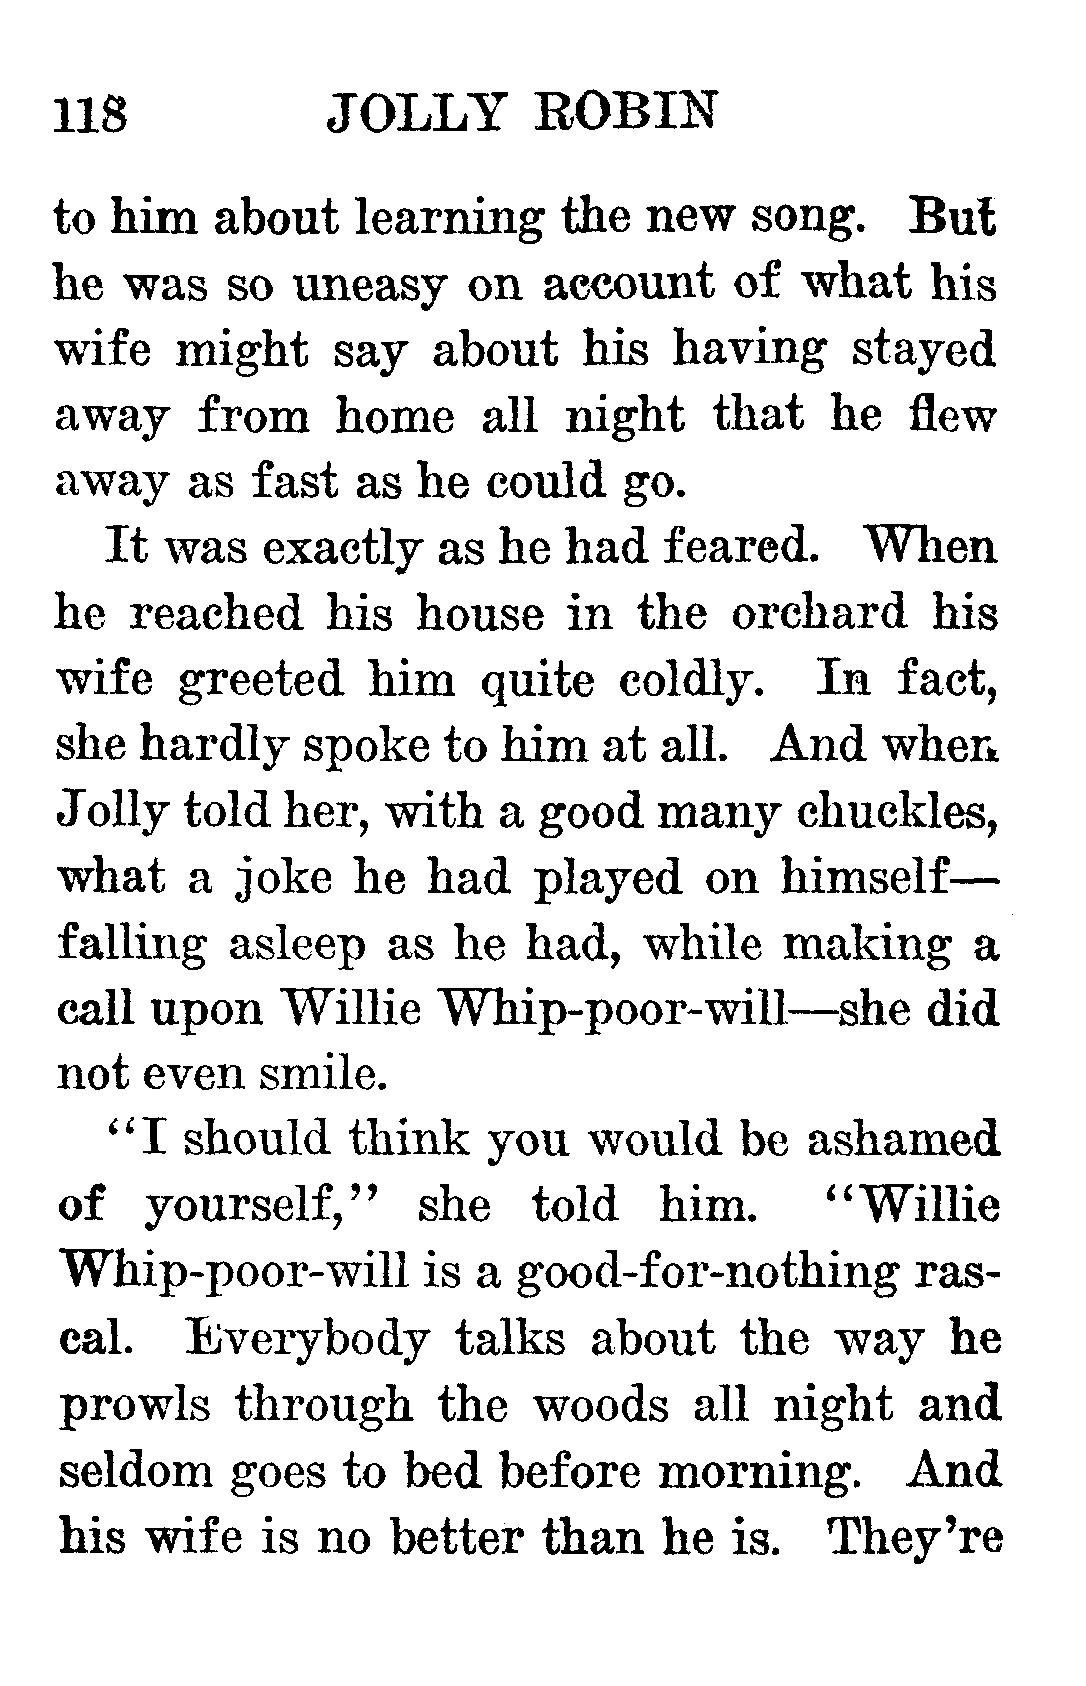 118 JOLLY ROBIN
to him about learning the new song. But
he was so uneasy on account of what his
wife might say about his having stayed
away from home all night that he flew
away as fast as he could go.
It was exactly as he had feared. When
he reached his house in the orchard his
wife greeted him quite coldly. In fact,
she hardly spoke to him at all. And when
Jolly told her, with a good many chuckles,
what a joke he had played on himself—
falling asleep as he had, while making a
call upon Willie Whip-poor-will—she did
not even smile.
“I should think you would be ashamed
of yourself,” she told him. “Willie
Whip-poor-will is a good-for-nothing ras-
cal. Everybody talks about the way he
prowls through the woods all night and
seldom goes to bed before morning. And
his wife is no better than he is. They’re